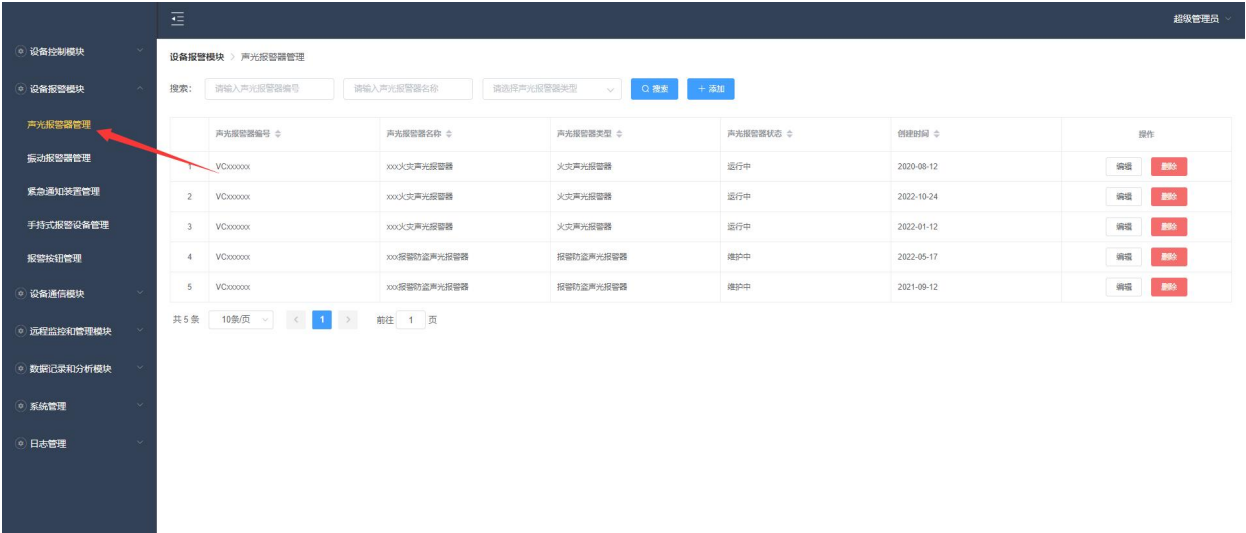 超级管理员
设备控制模块
设备报警模块
声光报警器管理
振动报警器管理
紧急通知装置管理
手持式报警设备管理
报警按钮管理
设备通信模块
远程监控和管理模块
数据记录和分析模块
系统管理
日志管理
设备报警模块 > 声光报警器管理
搜索: 请输入声光报警器编号 请输入声光报警器名称 请选择声光报警器类型 搜索 + 添加
声光报警器编号 声光报警器名称 声光报警器类型 声光报警器状态 创建时间 操作
1 VCxxxxxx xxx火灾声光报警器 火灾声光报警器 运行中 2020-08-12 编辑 删除
2 VCxxxxxx xxx火灾声光报警器 火灾声光报警器 运行中 2022-10-24 编辑 删除
3 VCxxxxxx xxx火灾声光报警器 火灾声光报警器 运行中 2022-01-12 编辑 删除
4 VCxxxxxx xxx报警防盗声光报警器 报警防盗声光报警器 维护中 2022-05-17 编辑 删除
5 VCxxxxxx xxx报警防盗声光报警器 报警防盗声光报警器 维护中 2021-09-12 编辑 删除
共 5 条 10条/页 < 1 > 前往 1 页